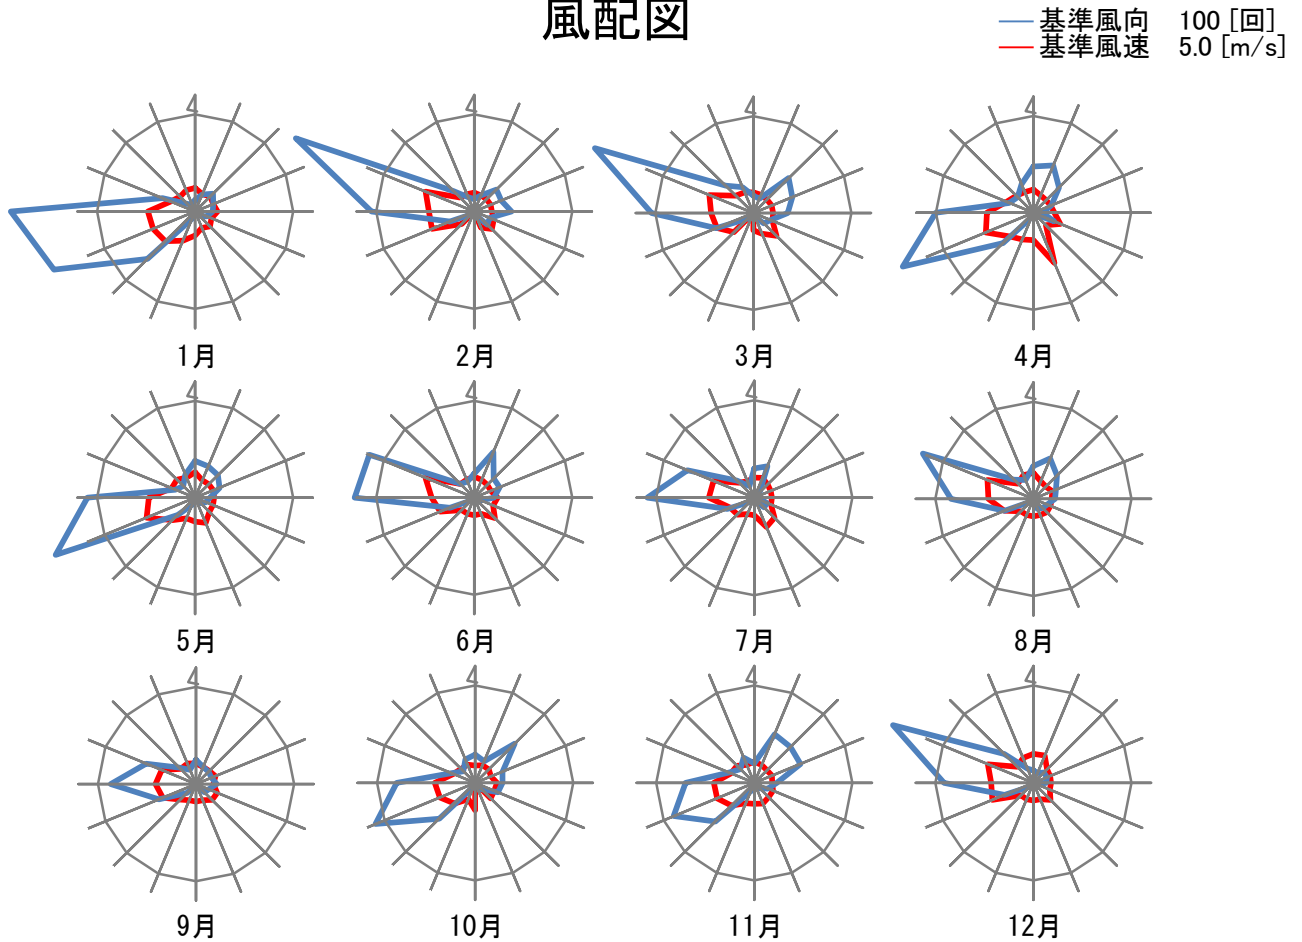 風配図
基準風向 100 [回]
基準風速 5.0 [m/s]
1月
2月
3月
4月
5月
6月
7月
8月
9月
10月
11月
12月